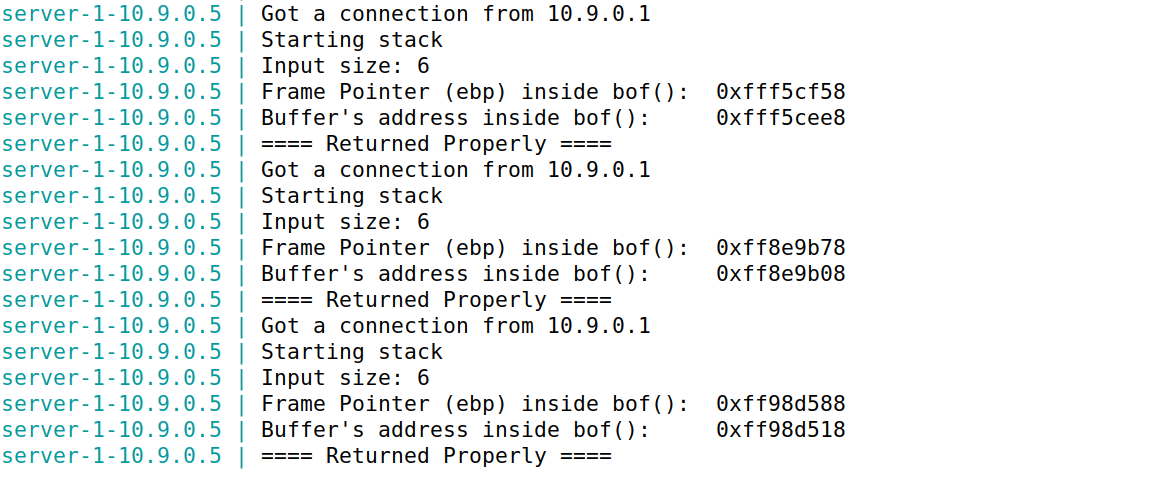 server-1-10.9.0.5 | Got a connection from 10.9.0.1
server-1-10.9.0.5 | Starting stack
server-1-10.9.0.5 | Input size: 6
server-1-10.9.0.5 | Frame Pointer (ebp) inside bof():  0xfff5cf58
server-1-10.9.0.5 | Buffer's address inside bof():     0xfff5cee8
server-1-10.9.0.5 | ==== Returned Properly ====
server-1-10.9.0.5 | Got a connection from 10.9.0.1
server-1-10.9.0.5 | Starting stack
server-1-10.9.0.5 | Input size: 6
server-1-10.9.0.5 | Frame Pointer (ebp) inside bof():  0xff8e9b78
server-1-10.9.0.5 | Buffer's address inside bof():     0xff8e9b08
server-1-10.9.0.5 | ==== Returned Properly ====
server-1-10.9.0.5 | Got a connection from 10.9.0.1
server-1-10.9.0.5 | Starting stack
server-1-10.9.0.5 | Input size: 6
server-1-10.9.0.5 | Frame Pointer (ebp) inside bof():  0xff98d588
server-1-10.9.0.5 | Buffer's address inside bof():     0xff98d518
server-1-10.9.0.5 | ==== Returned Properly ====